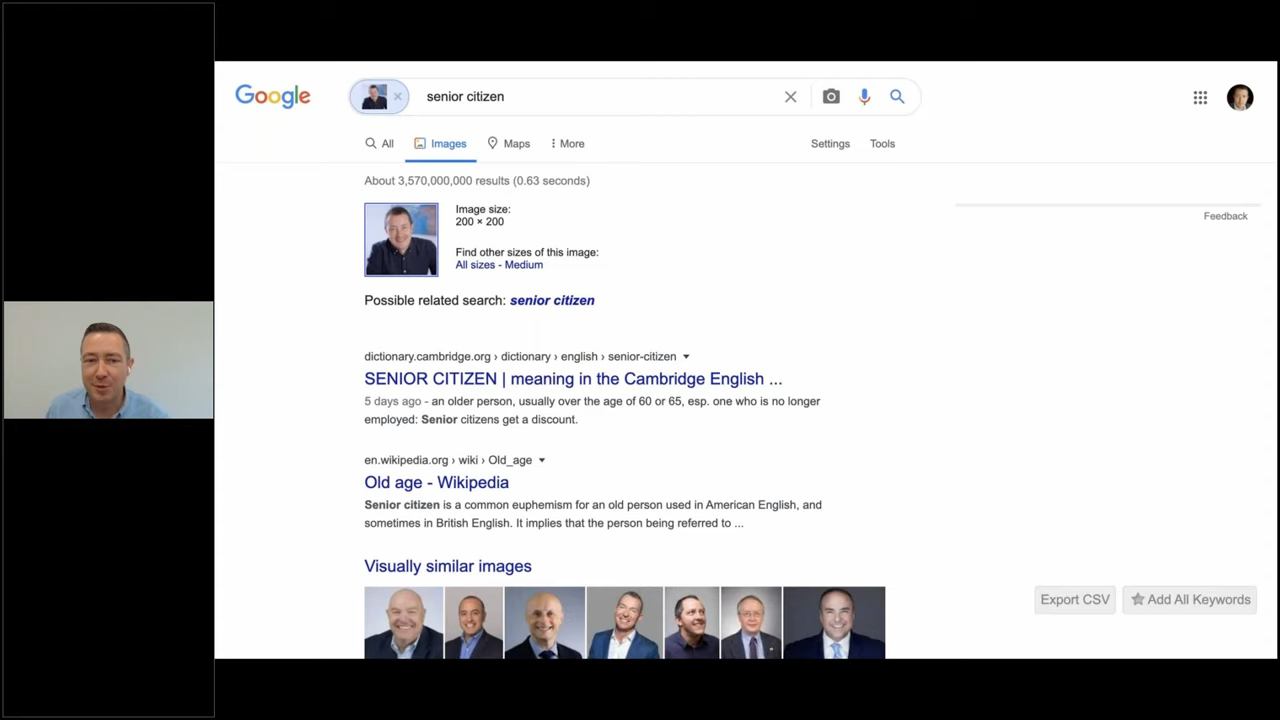 Google
senior citizen
All
Images
Maps
More
Settings
Tools
About 3,570,000,000 results (0.63 seconds)
Image size:
200 × 200
Find other sizes of this image:
All sizes - Medium
Feedback
Possible related search: senior citizen
dictionary.cambridge.org › dictionary › english › senior-citizen
SENIOR CITIZEN | meaning in the Cambridge English ...
5 days ago - an older person, usually over the age of 60 or 65, esp. one who is no longer
employed: Senior citizens get a discount.
en.wikipedia.org › wiki › Old_age
Old age - Wikipedia
Senior citizen is a common euphemism for an old person used in American English, and
sometimes in British English. It implies that the person being referred to ...
Visually similar images
Export CSV
Add All Keywords